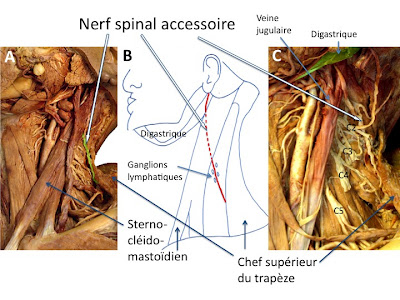 Nerf spinal accessoire
Veine
jugulaire
Digastrique
A
B
C
Digastrique
Ganglions
lymphatiques
C2
C3
C4
C5
Sterno-
cléido-
mastoïdien
Chef supérieur
du trapèze